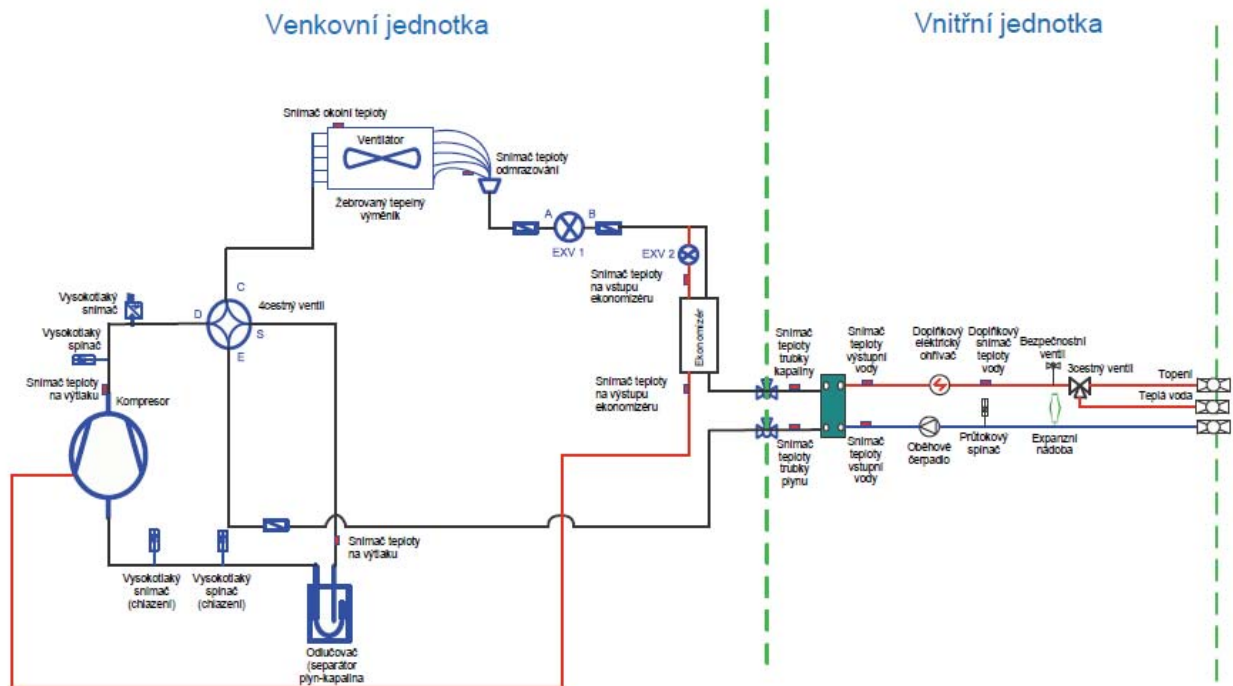 Venkovní jednotka
Vnitřní jednotka
Snímač okolní teploty
Ventilátor
Snímač teploty
odmrazování
Žebrovaný tepelný
výměník
A
B
EXV 1
EXV 2
Snímač teploty
na vstupu
ekonomizéru
C
D
4cestný ventil
S
E
Vysokotlaký
snímač
Vysokotlaký
spínač
Snímač teploty
na výtlaku
Kompresor
Ekonomizér
Snímač teploty
na výstupu
ekonomizéru
Snímač
teploty
trubky
kapaliny
Snímač
teploty
výstupní
vody
Doplňkový
elektrický
ohřívač
Doplňkový
snímač
teploty
vody
Bezpečnostní
ventil
3cestný ventil
Topení
Teplá voda
Snímač
teploty
trubky
plynu
Snímač
teploty
vstupní
vody
Oběhové
čerpadlo
Průtokový
spínač
Expanzní
nádoba
Vysokotlaký
snímač
(chlazení)
Vysokotlaký
spínač
(chlazení)
Snímač teploty
na výtlaku
Odlučovač
(separátor
plyn-kapalina